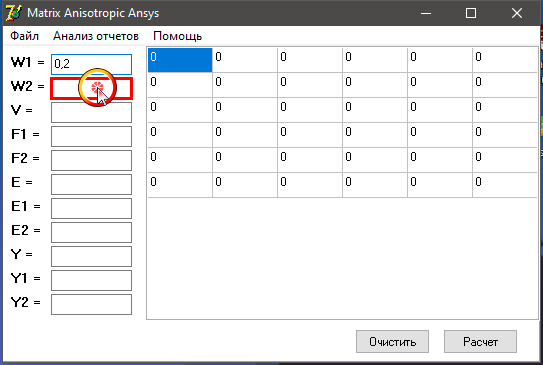 Matrix Anisotropic Ansys
Файл Анализ отчетов Помощь
W1 = 0,2
W2 =
V =
F1 =
F2 =
E =
E1 =
E2 =
Y =
Y1 =
Y2 =
0 0 0 0 0 0
0 0 0 0 0 0
0 0 0 0 0 0
0 0 0 0 0 0
0 0 0 0 0 0
0 0 0 0 0 0
Очистить Расчет